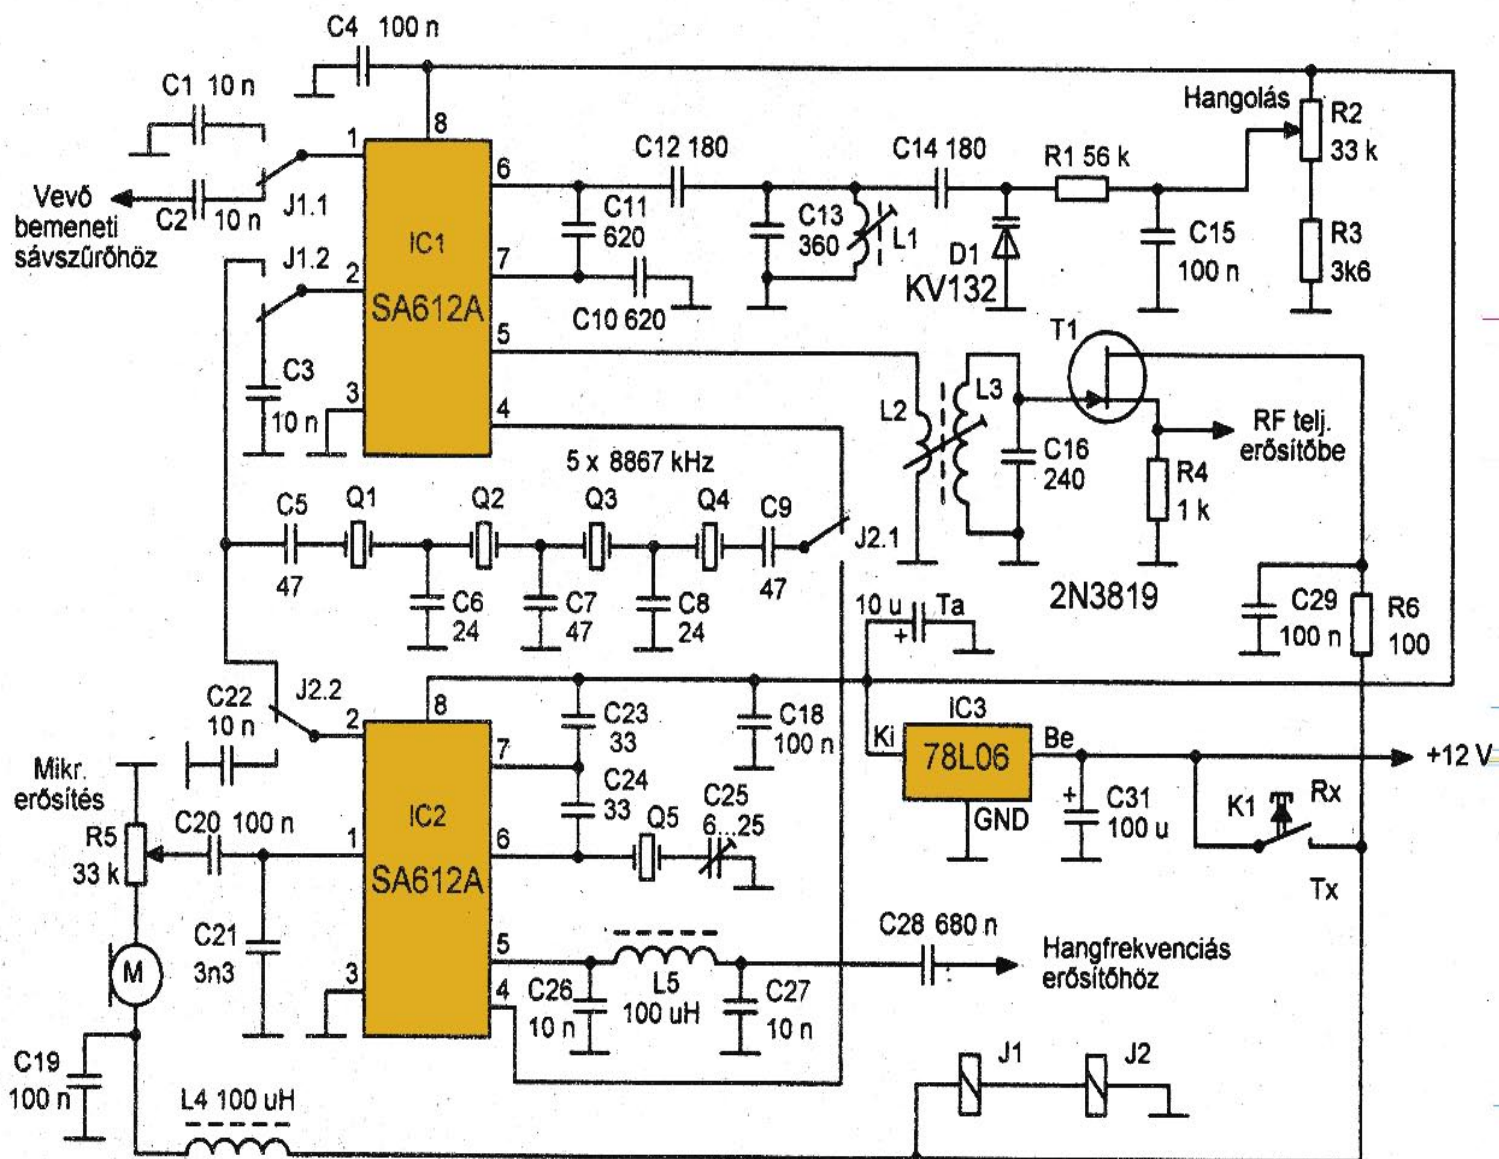 C4 100 n
C1 10 n
1
8
Hangolás
R2
33 k
Vevő
bemeneti
sávszűrőhöz
C2
10 n
J1.1
6
C12 180
C14 180
R1 56 k
C11
620
C13
360
L1
D1
KV132
C15
100 n
R3
3k6
J1.2
2
IC1
SA612A
7
C10 620
5
T1
C3
10 n
3
4
L2
L3
RF telj.
erősítőbe
5 x 8867 kHz
C16
240
R4
1 k
C5
47
Q1
Q2
Q3
Q4
C9
47
J2.1
C6
24
C7
47
C8
24
2N3819
10 u
Ta
+
C29
100 n
R6
100
C22
10 n
J2.2
2
8
C23
33
C18
100 n
Ki
IC3
78L06
Be
GND
+12 V
Mikr.
erősítés
7
C24
33
C25
6...25
+
C31
100 u
K1
Rx
Tx
R5
33 k
C20 100 n
1
IC2
SA612A
6
Q5
C21
3n3
M
3
5
4
C26
10 n
L5
100 uH
C27
10 n
C28 680 n
Hangfrekvenciás
erősítőhöz
C19
100 n
L4 100 uH
J1
J2